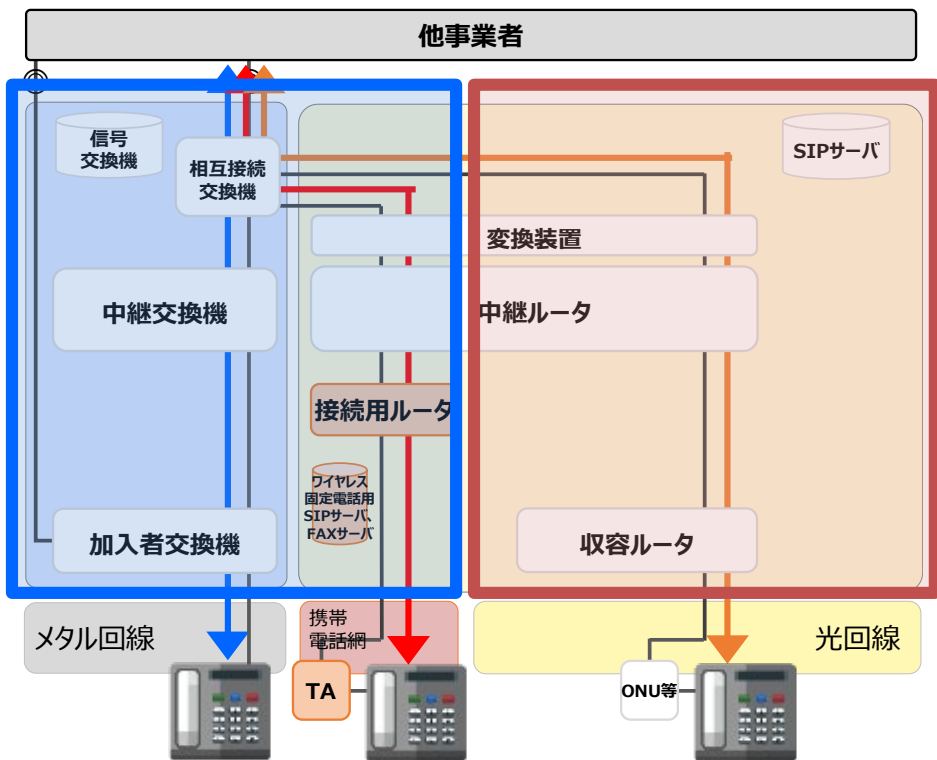 他事業者
信号
交換機
相互接続
交換機
SIPサーバ
変換装置
中継交換機
中継ルータ
接続用ルータ
ワイヤレス
固定電話用
SIPサーバ、
FAXサーバ
加入者交換機
収容ルータ
メタル回線
携帯
電話網
光回線
TA
ONU等